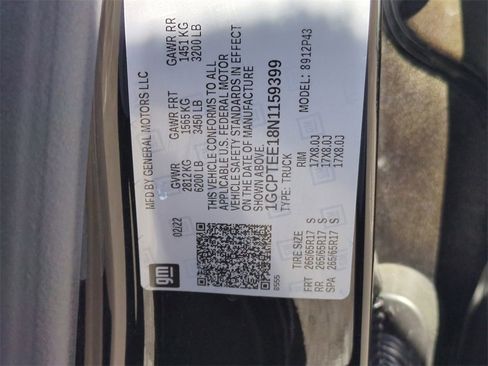 gm
MFD BY GENERAL MOTORS LLC
02/22
GVWR GAWR FRT GAWR RR
2812 KG 1565 KG 1451 KG
6200 LB 3450 LB 3200 LB
THIS VEHICLE CONFORMS TO ALL
APPLICABLE U.S. FEDERAL MOTOR
VEHICLE SAFETY STANDARDS IN EFFECT
ON THE DATE OF MANUFACTURE
SHOWN ABOVE.
1GCPTEE18N1159399
TYPE: TRUCK MODEL: 8912P43
8555
TIRE SIZE RIM
FRT 265/65R17 S 17X8.0J
RR 265/65R17 S 17X8.0J
SPA 265/65R17 S 17X8.0J